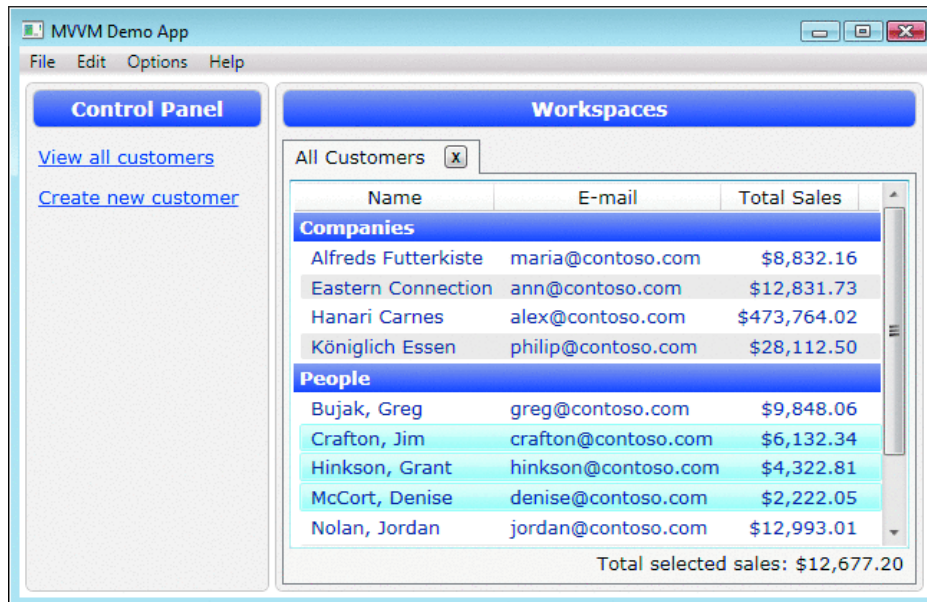 MVVM Demo App
File Edit Options Help
Control Panel
View all customers
Create new customer
Workspaces
All Customers X
Name E-mail Total Sales
Companies
Alfreds Futterkiste maria@contoso.com $8,832.16
Eastern Connection ann@contoso.com $12,831.73
Hanari Carnes alex@contoso.com $473,764.02
Königlich Essen philip@contoso.com $28,112.50
People
Bujak, Greg greg@contoso.com $9,848.06
Crafton, Jim crafton@contoso.com $6,132.34
Hinkson, Grant hinkson@contoso.com $4,322.81
McCort, Denise denise@contoso.com $2,222.05
Nolan, Jordan jordan@contoso.com $12,993.01
Total selected sales: $12,677.20